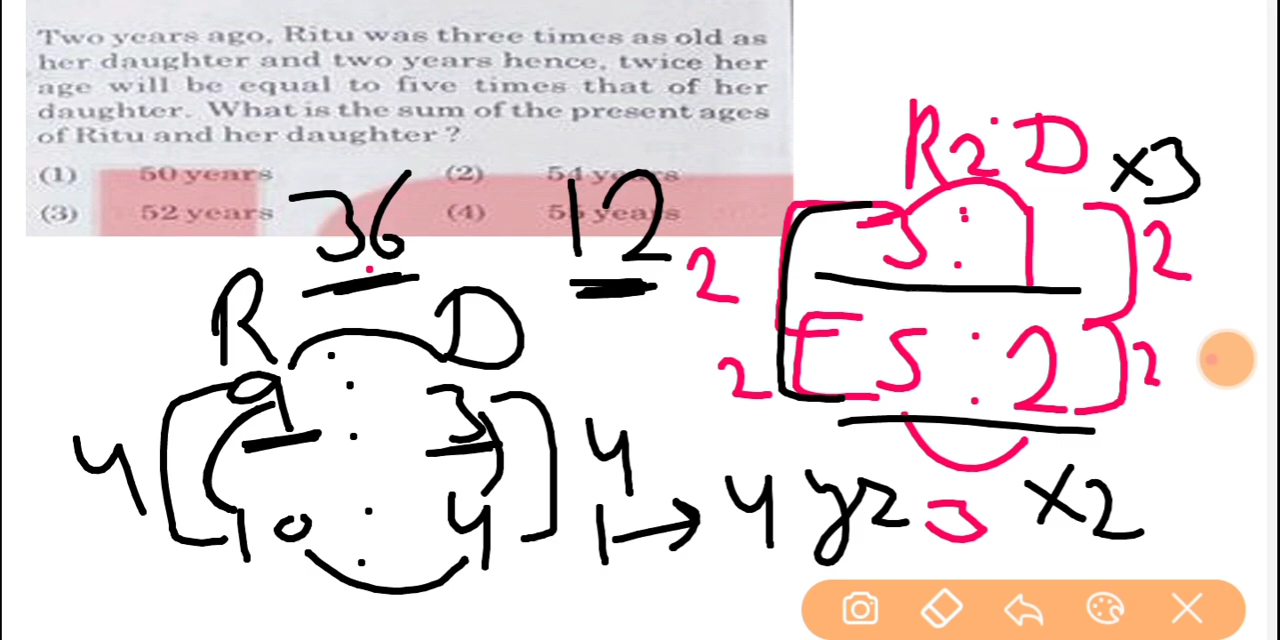 Two years ago, Ritu was three times as old as
her daughter and two years hence, twice her
age will be equal to five times that of her
daughter. What is the sum of the present ages
of Ritu and her daughter ?
(1) 50 years (2) 54 years
(3) 52 years (4) 55 years
36 12
R : D ×3
3 : 1
2 2
5 : 2
2 2
3 ×2
R : D
9 : 3
4 4
10 : 4
1 → 4 yrs